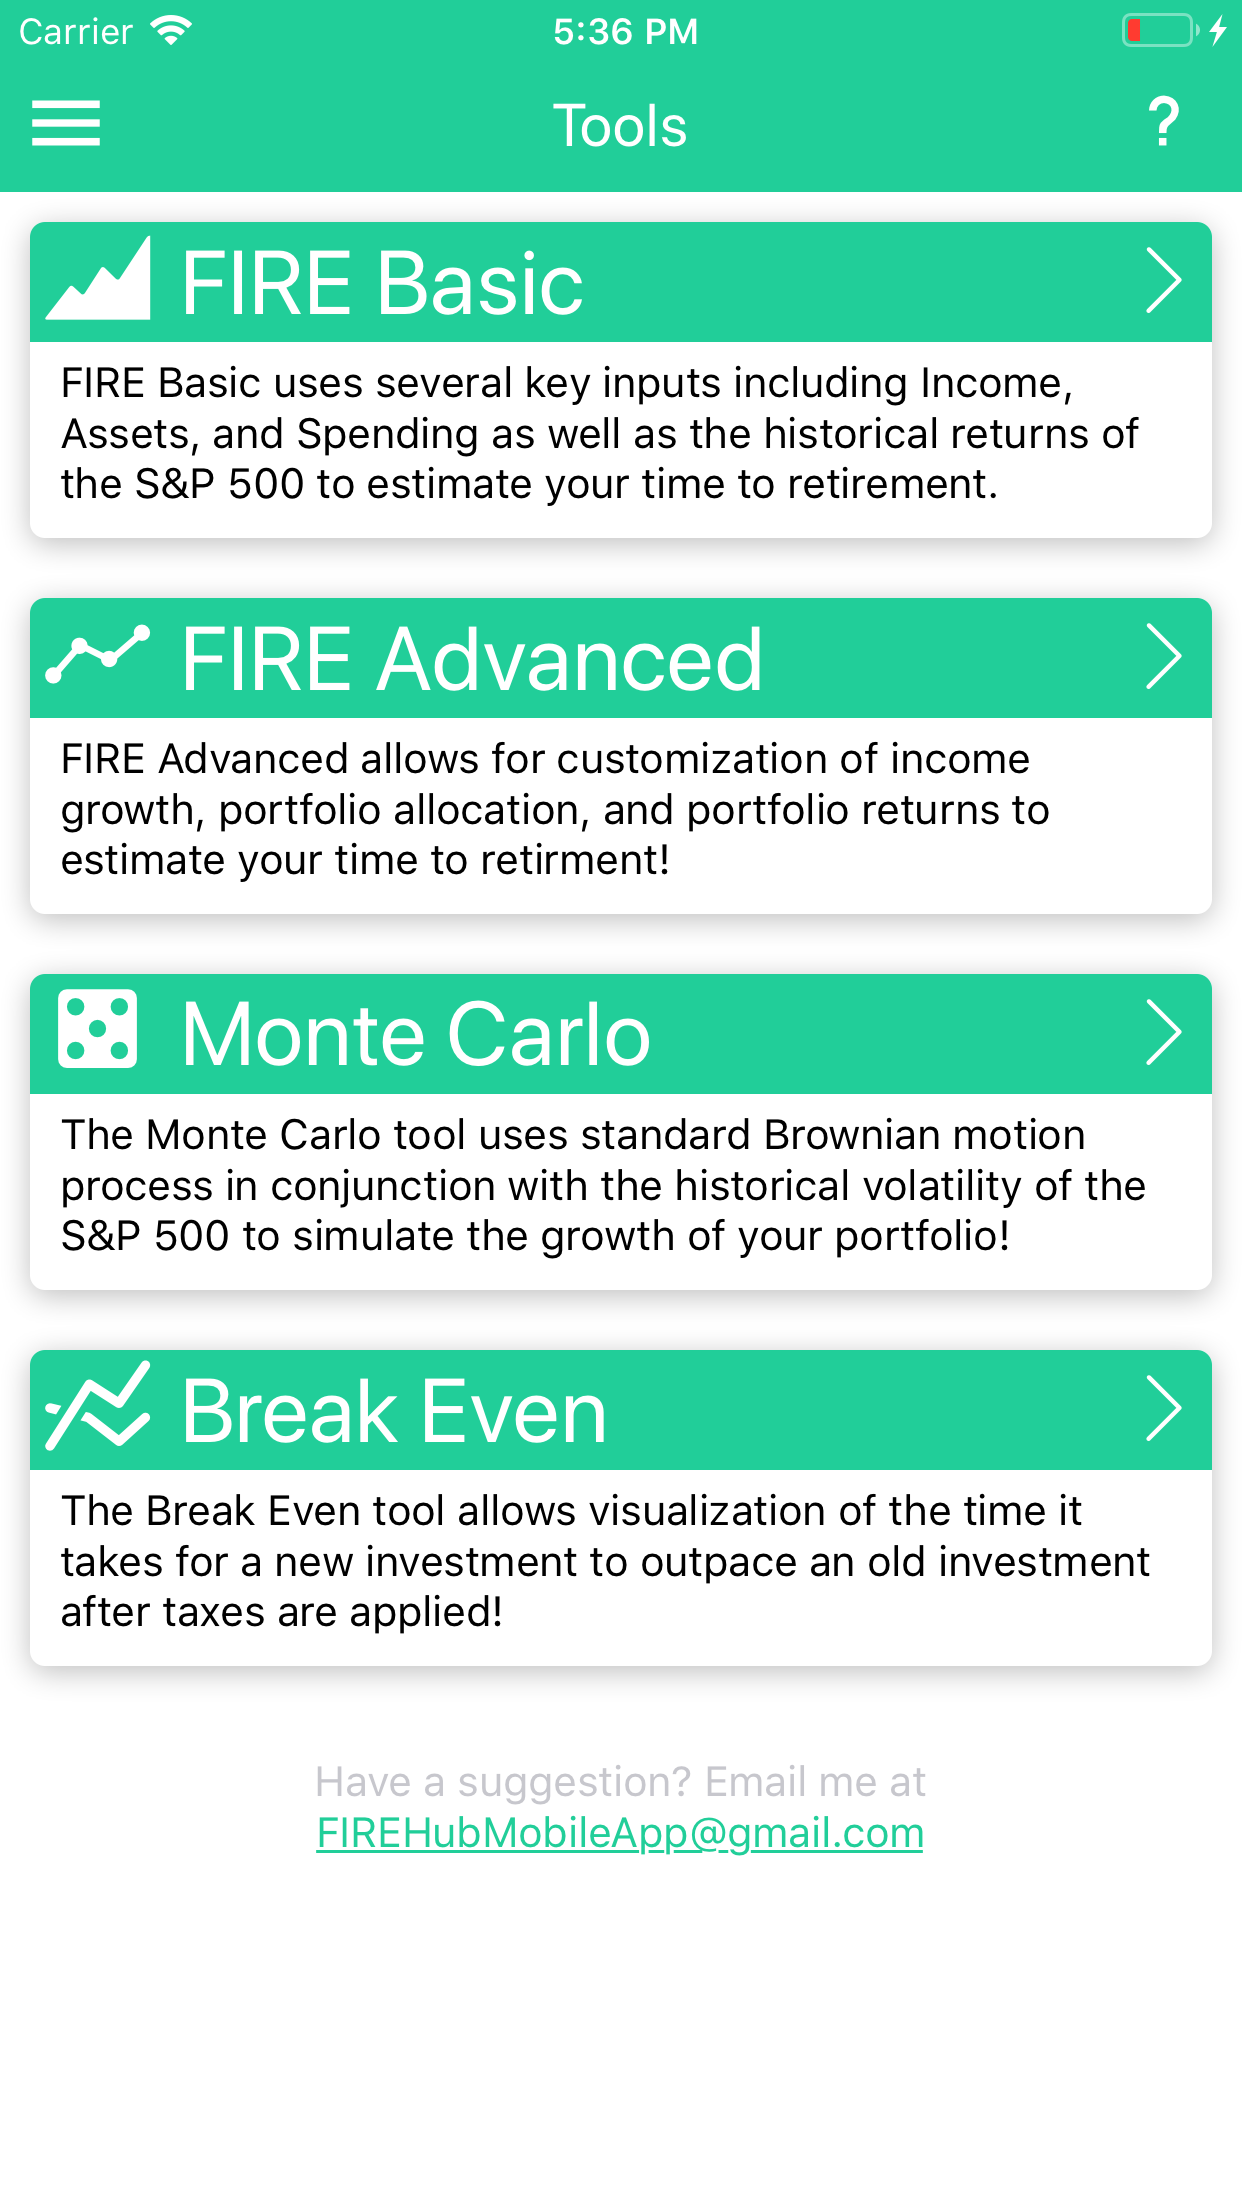 Carrier 5:36 PM
Tools ?
FIRE Basic
FIRE Basic uses several key inputs including Income,
Assets, and Spending as well as the historical returns of
the S&P 500 to estimate your time to retirement.
FIRE Advanced
FIRE Advanced allows for customization of income
growth, portfolio allocation, and portfolio returns to
estimate your time to retirment!
Monte Carlo
The Monte Carlo tool uses standard Brownian motion
process in conjunction with the historical volatility of the
S&P 500 to simulate the growth of your portfolio!
Break Even
The Break Even tool allows visualization of the time it
takes for a new investment to outpace an old investment
after taxes are applied!
Have a suggestion? Email me at
FIREHubMobileApp@gmail.com